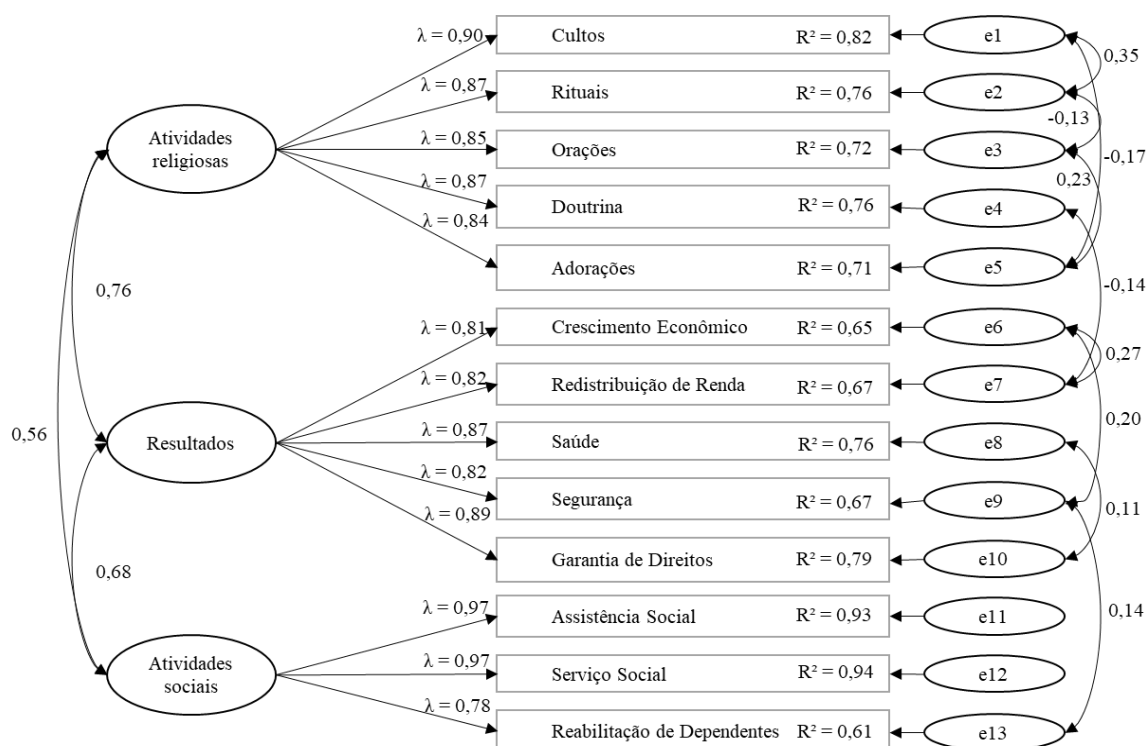 λ = 0,90
Cultos R² = 0,82 e1
0,35
λ = 0,87
Rituais R² = 0,76 e2
-0,13
Atividades
religiosas
λ = 0,85
Orações R² = 0,72 e3
-0,17
0,23
λ = 0,87
Doutrina R² = 0,76 e4
λ = 0,84
Adorações R² = 0,71 e5
-0,14
0,76
λ = 0,81
Crescimento Econômico R² = 0,65 e6
0,27
λ = 0,82
Redistribuição de Renda R² = 0,67 e7
0,20
0,56
Resultados
λ = 0,87
Saúde R² = 0,76 e8
λ = 0,82
Segurança R² = 0,67 e9
0,11
λ = 0,89
Garantia de Direitos R² = 0,79 e10
0,68
λ = 0,97
Assistência Social R² = 0,93 e11
0,14
Atividades
sociais
λ = 0,97
Serviço Social R² = 0,94 e12
λ = 0,78
Reabilitação de Dependentes R² = 0,61 e13